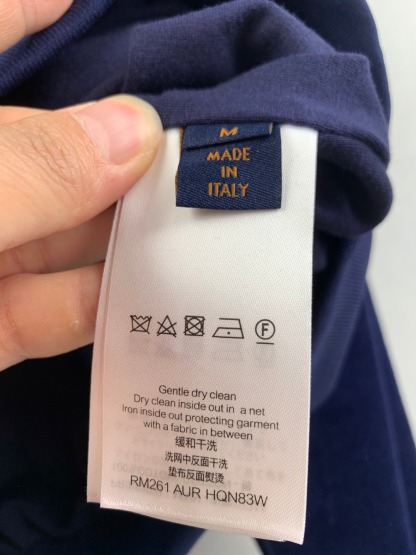 M
MADE
IN
ITALY
F
Gentle dry clean
Dry clean inside out in a net
Iron inside out protecting garment
with a fabric in between
缓和干洗
洗网中反面干洗
垫布反面熨烫
RM261 AUR HQN83W